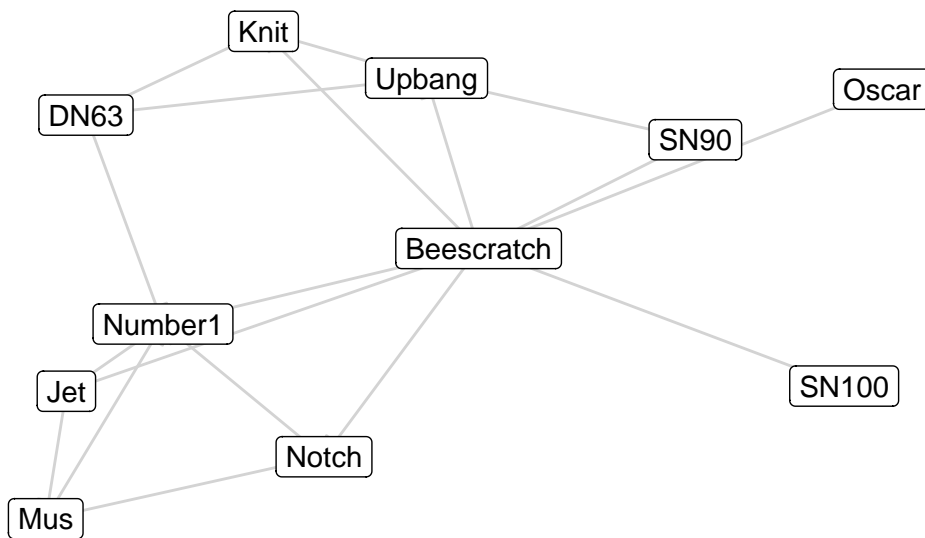 Knit
Upbang
Oscar
DN63
SN90
Beescratch
Number1
Jet
SN100
Notch
Mus